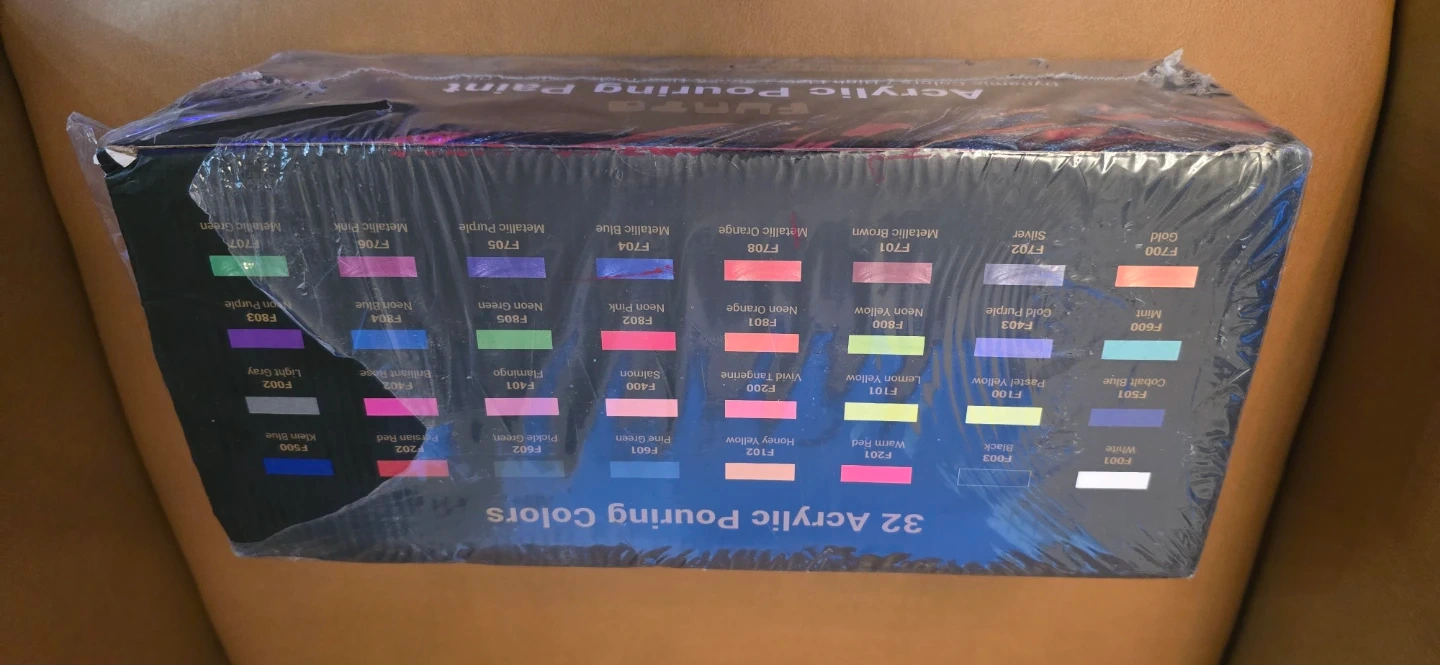 32 Acrylic Pouring Colors
F001 F003 F201 F102 F601 F602 F202 F500
White Black Warm Red Honey Yellow Pine Green Pickle Green Persian Red Klein Blue
F501 F100 F101 F200 F400 F401 F402 F002
Cobalt Blue Pastel Yellow Lemon Yellow Vivid Tangerine Salmon Flamingo Brilliant Rose Light Gray
F600 F403 F800 F801 F802 F805 F804 F803
Mint Gold Purple Neon Yellow Neon Orange Neon Pink Neon Green Neon Blue Neon Purple
F700 F702 F701 F708 F704 F705 F706 F707
Gold Silver Metallic Brown Metallic Orange Metallic Blue Metallic Purple Metallic Pink Metallic Green
Acrylic Pouring Paint